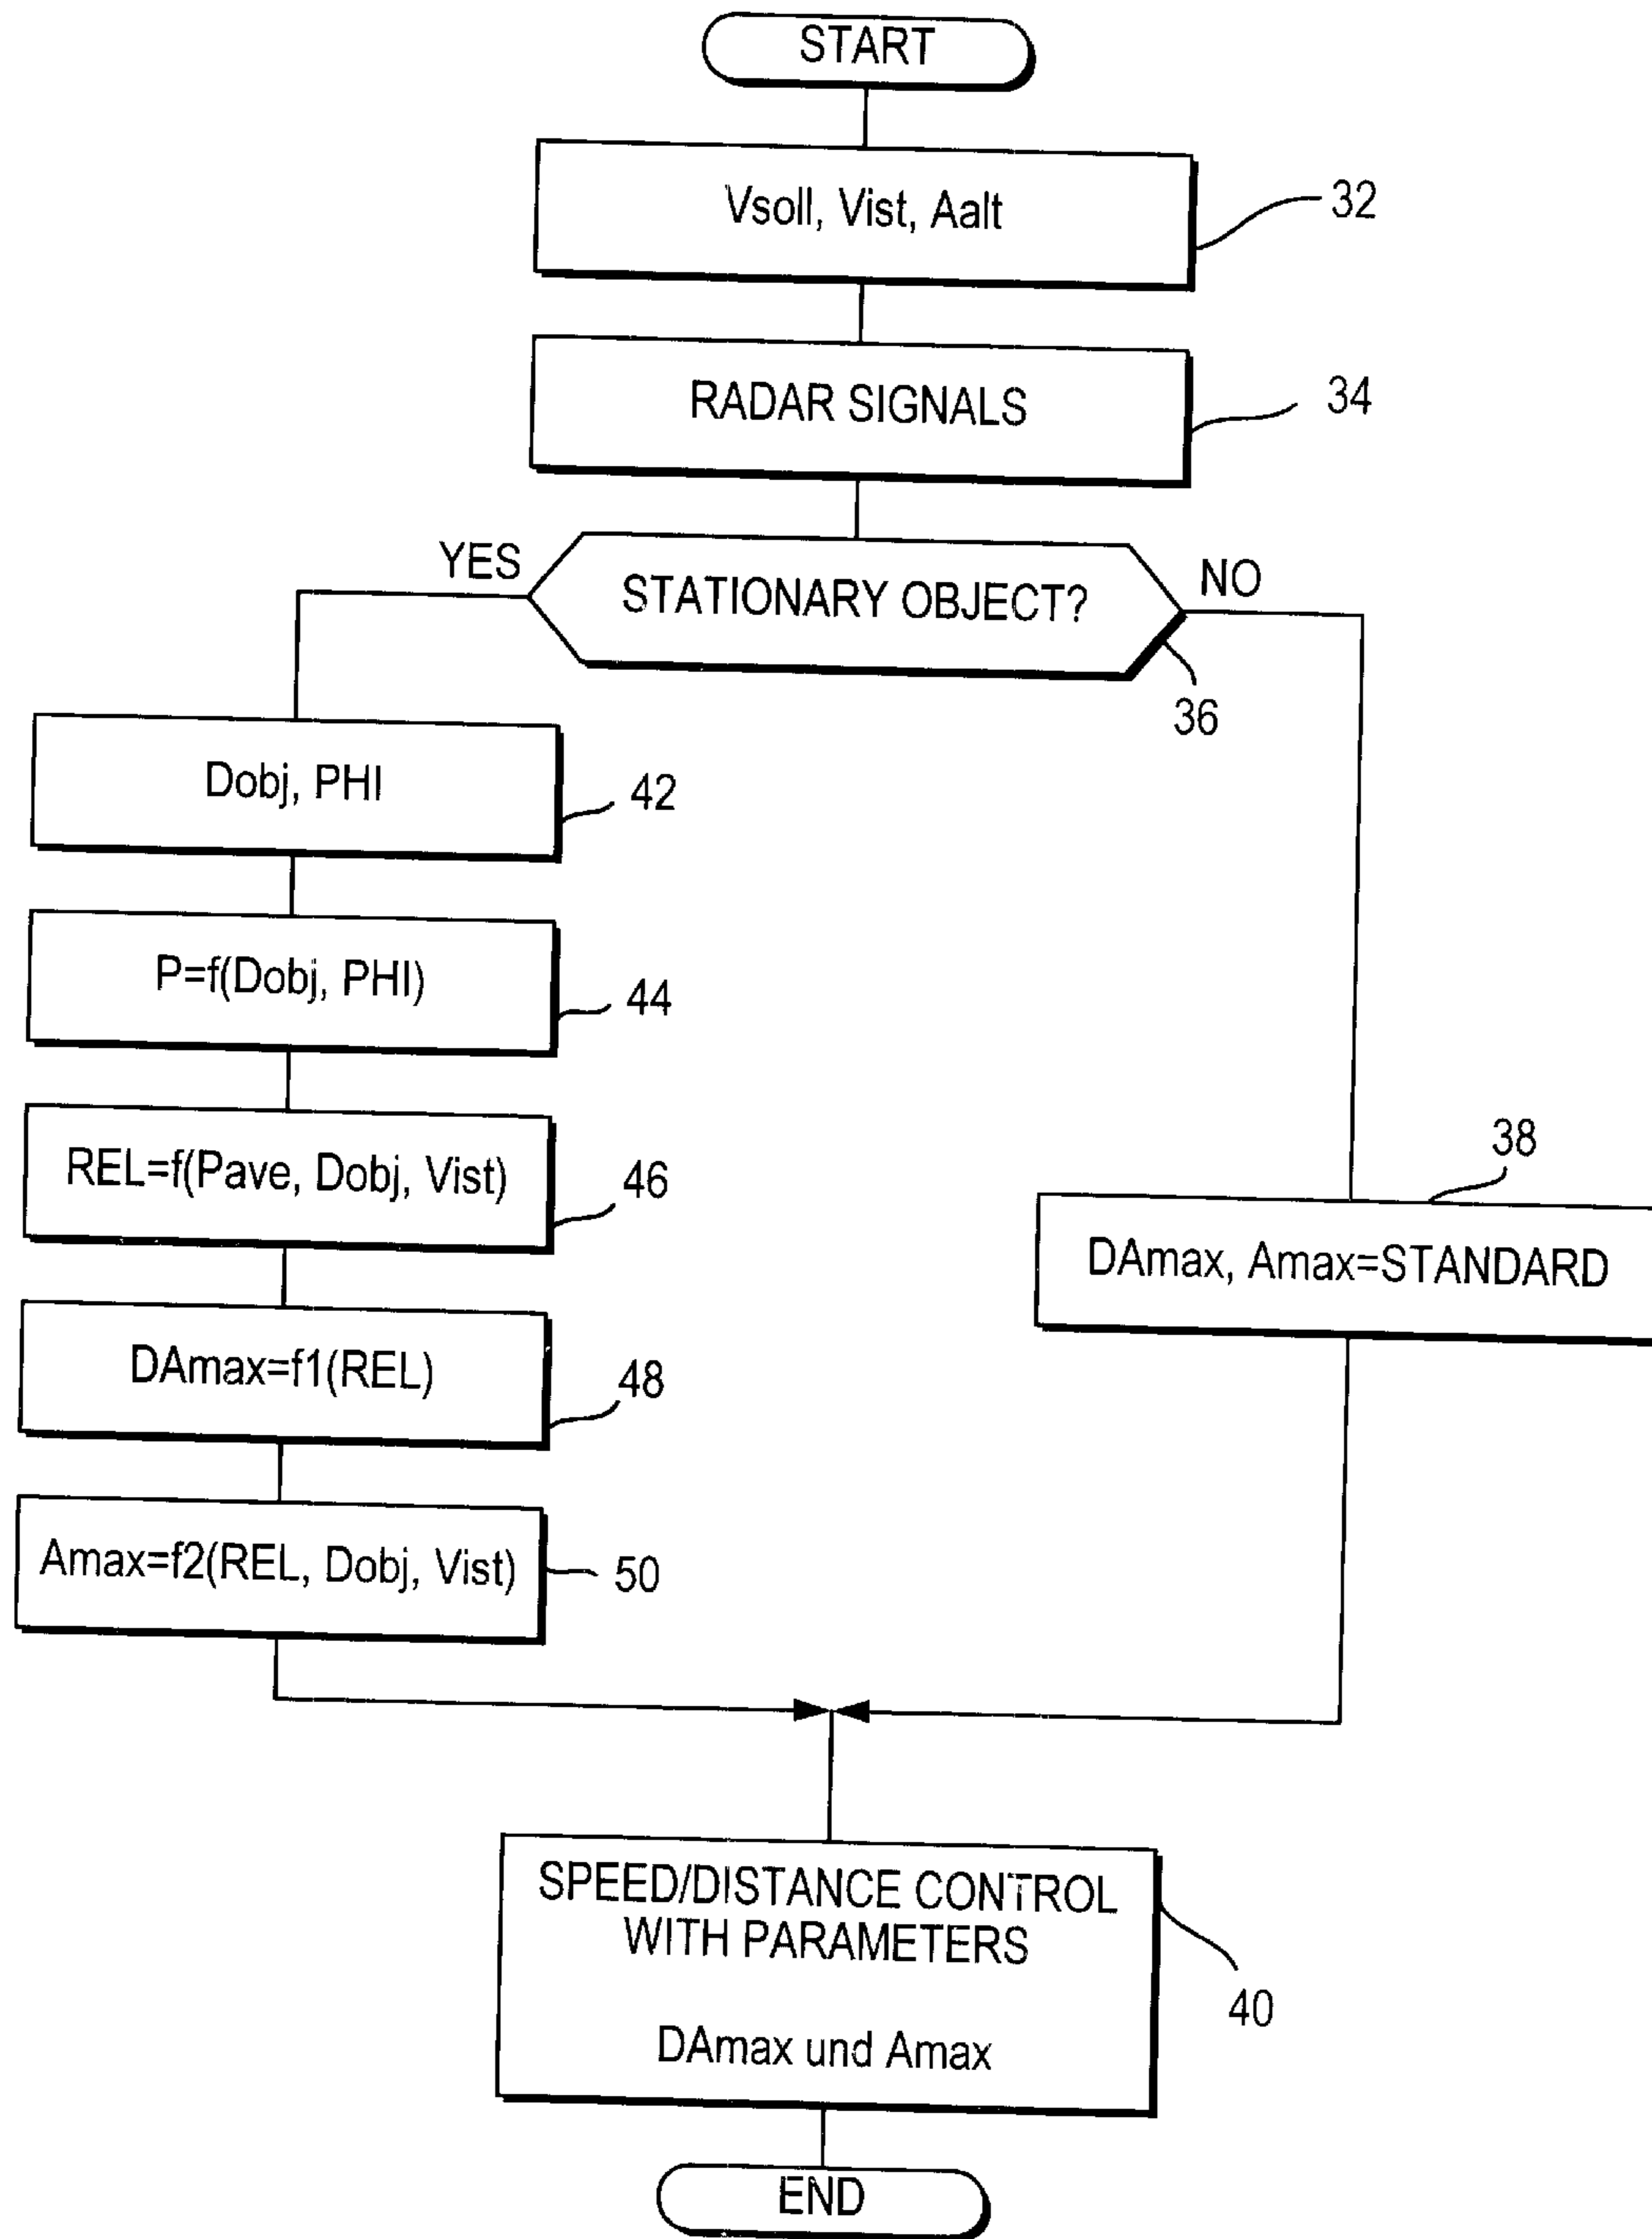 START
Vsoll, Vist, Aalt
32
RADAR SIGNALS
34
YES
STATIONARY OBJECT?
NO
36
Dobj, PHI
42
P=f(Dobj, PHI)
44
REL=f(Pave, Dobj, Vist)
46
38
DAmax, Amax=STANDARD
DAmax=f1(REL)
48
Amax=f2(REL, Dobj, Vist)
50
SPEED/DISTANCE CONTROL
WITH PARAMETERS
DAmax und Amax
40
END